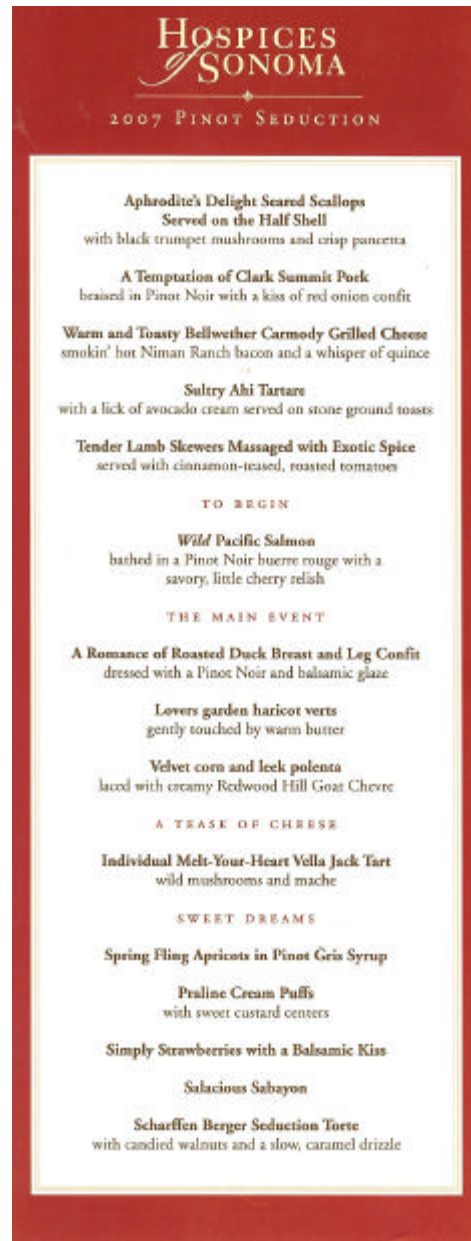 HOSPICES
of SONOMA
2007 PINOT SEDUCTION
Aphrodite's Delight Seared Scallops
Served on the Half Shell
with black trumpet mushrooms and crisp pancetta
A Temptation of Clark Summit Pork
braised in Pinot Noir with a kiss of red onion confit
Warm and Toasty Bellwether Carmody Grilled Cheese
smokin' hot Niman Ranch bacon and a whisper of quince
Sultry Ahi Tartare
with a lick of avocado cream served on stone ground toasts
Tender Lamb Skewers Massaged with Exotic Spice
served with cinnamon-teased, roasted tomatoes
TO BEGIN
Wild Pacific Salmon
bathed in a Pinot Noir buerre rouge with a
savory, little cherry relish
THE MAIN EVENT
A Romance of Roasted Duck Breast and Leg Confit
dressed with a Pinot Noir and balsamic glaze
Lovers garden haricot verts
gently touched by warm butter
Velvet corn and leek polenta
laced with creamy Redwood Hill Goat Chevre
A TEASE OF CHEESE
Individual Melt-Your-Heart Vella Jack Tart
wild mushrooms and mache
SWEET DREAMS
Spring Fling Apricots in Pinot Gris Syrup
Praline Cream Puffs
with sweet custard centers
Simply Strawberries with a Balsamic Kiss
Salacious Sabayon
Scharffen Berger Seduction Torte
with candied walnuts and a slow, caramel drizzle